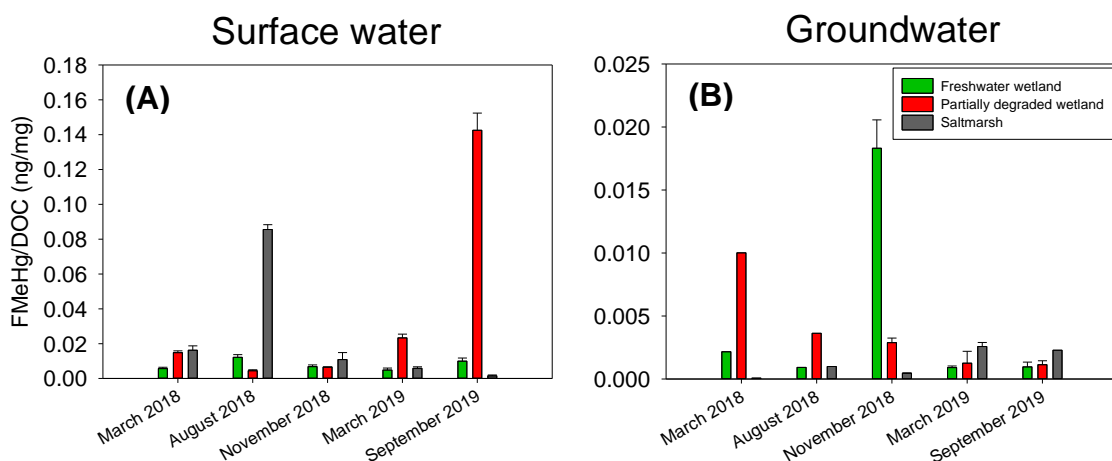 Surface water
Groundwater
FMeHg/DOC (ng/mg)
(A)
0.18
0.16
0.14
0.12
0.10
0.08
0.06
0.04
0.02
0.00
March 2018
August 2018
November 2018
March 2019
September 2019
(B)
Freshwater wetland
Partially degraded wetland
Saltmarsh
0.025
0.020
0.015
0.010
0.005
0.000
March 2018
August 2018
November 2018
March 2019
September 2019